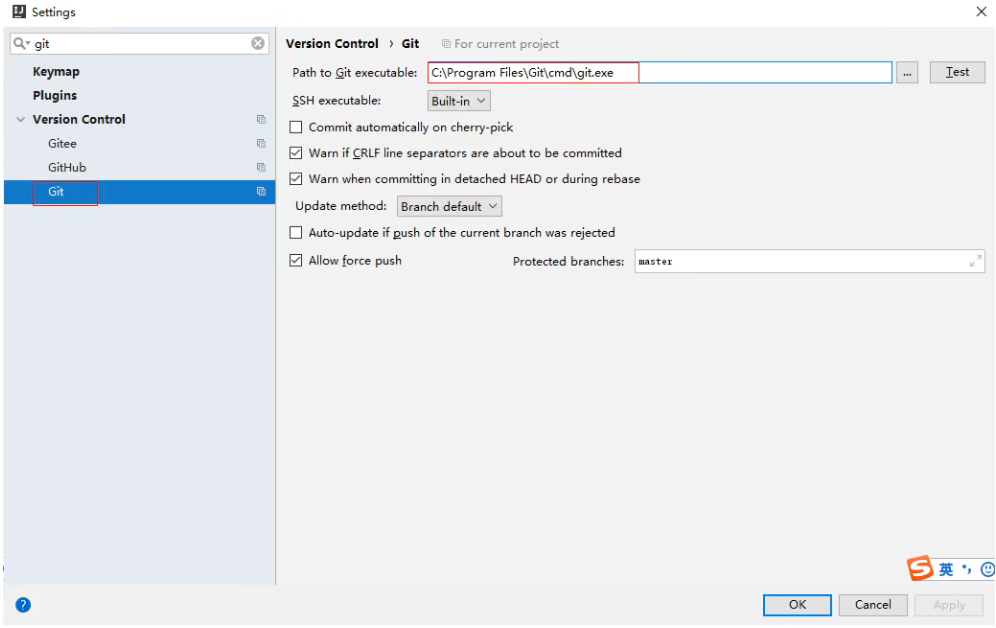 Settings
git
Keymap
Plugins
Version Control
Gitee
GitHub
Git
Version Control › Git For current project
Path to Git executable: C:\Program Files\Git\cmd\git.exe ... Test
SSH executable: Built-in
Commit automatically on cherry-pick
Warn if CRLF line separators are about to be committed
Warn when committing in detached HEAD or during rebase
Update method: Branch default
Auto-update if push of the current branch was rejected
Allow force push Protected branches: master
S 英
? OK Cancel Apply